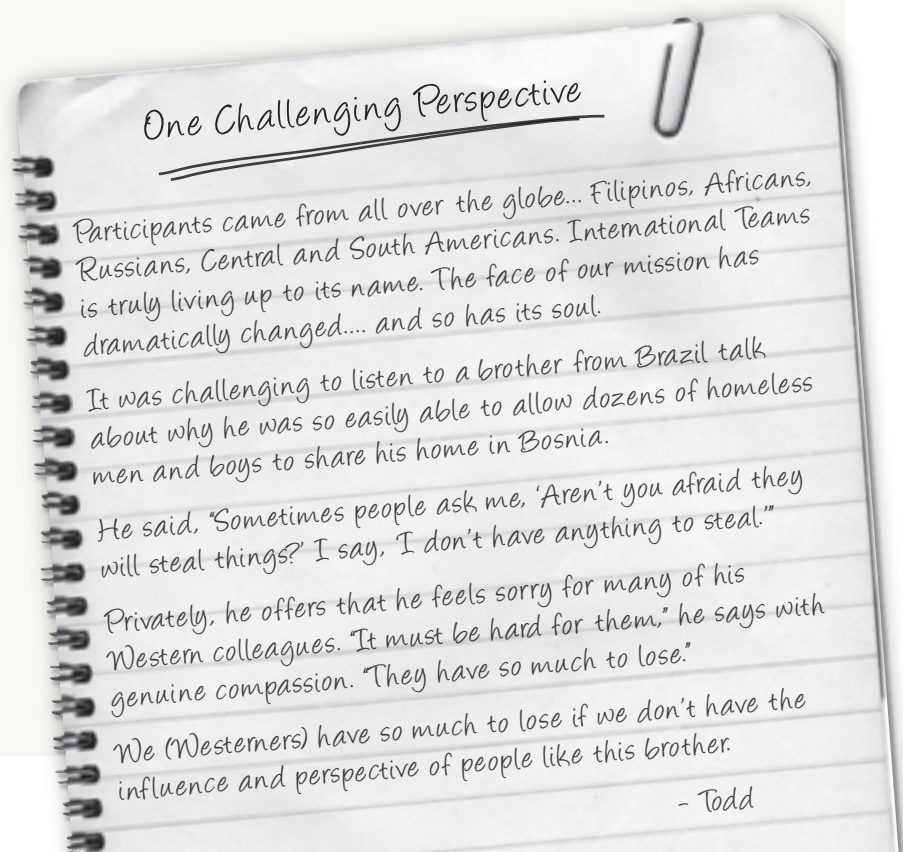 One Challenging Perspective
Participants came from all over the globe... Filipinos, Africans,
Russians, Central and South Americans. International Teams
is truly living up to its name. The face of our mission has
dramatically changed.... and so has its soul.
It was challenging to listen to a brother from Brazil talk
about why he was so easily able to allow dozens of homeless
men and boys to share his home in Bosnia.
He said, “Sometimes people ask me, ‘Aren’t you afraid they
will steal things?’ I say, ‘I don’t have anything to steal.’”
Privately, he offers that he feels sorry for many of his
Western colleagues. “It must be hard for them,” he says with
genuine compassion. “They have so much to lose.”
We (Westerners) have so much to lose if we don’t have the
influence and perspective of people like this brother.
- Todd